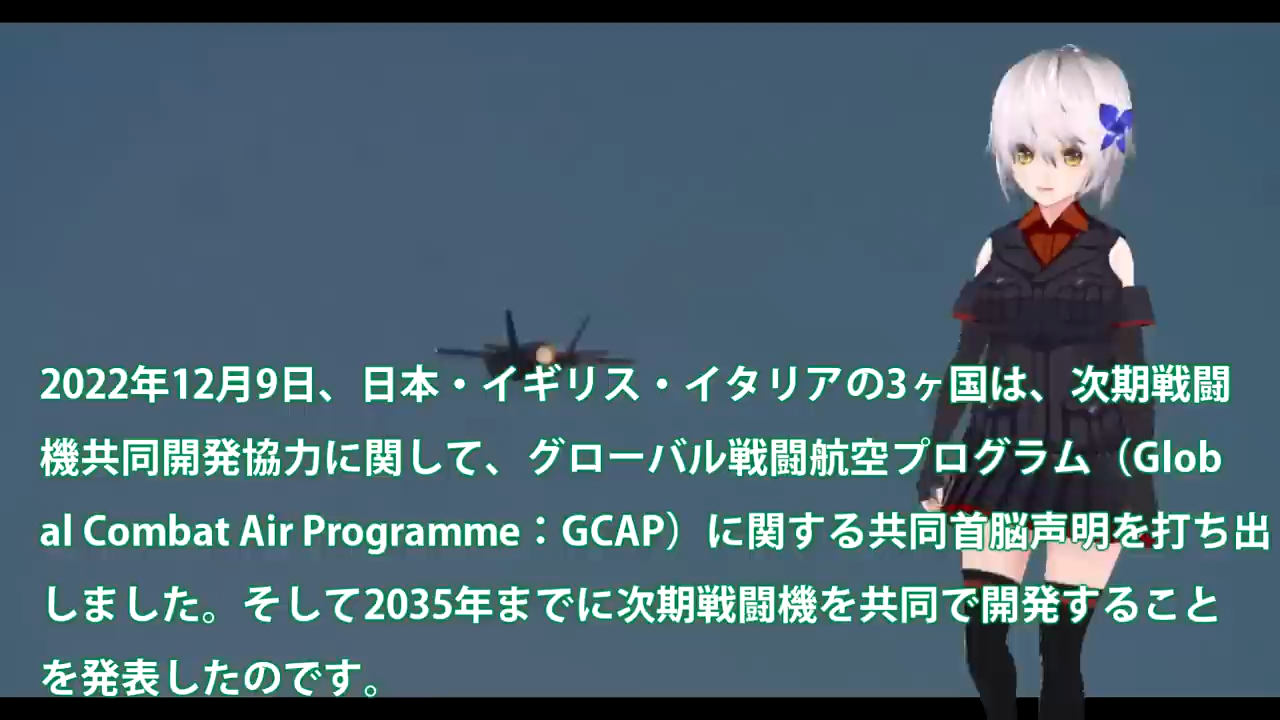 2022年12月9日、日本・イギリス・イタリアの3ヶ国は、次期戦闘
機共同開発協力に関して、グローバル戦闘航空プログラム（Glob
al Combat Air Programme：GCAP）に関する共同首脳声明を打ち出
しました。そして2035年までに次期戦闘機を共同で開発すること
を発表したのです。